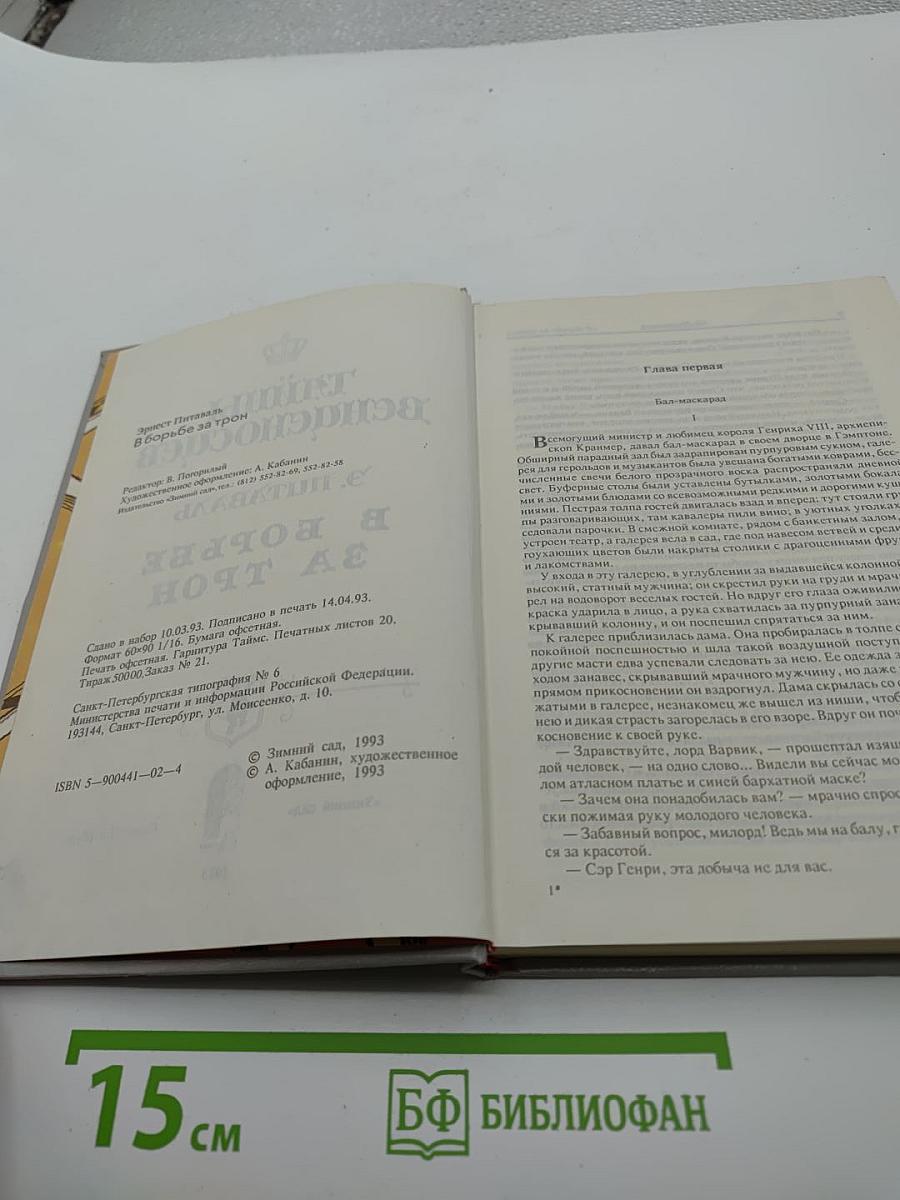 Эрнест Питаваль
В борьбе за трон
Редактор: В. Погорилый
Художественное оформление: А. Кабанин
Издательство «Зимний сад», тел.: (812) 552-82-69, 552-82-58
Сдано в набор 10.03.93. Подписано в печать 14.04.93.
Формат 60×90 1/16. Бумага офсетная.
Печать офсетная. Гарнитура Таймс. Печатных листов 20.
Тираж 50000 Заказ № 21.
Санкт-Петербургская типография № 6
Министерства печати и информации Российской Федерации.
193144, Санкт-Петербург, ул. Моисеенко, д. 10.
ISBN 5—900441—02—4
© Зимний сад, 1993
© А. Кабанин, художественное
оформление, 1993
Глава первая
Бал-маскарад
I
Всемогущий министр и любимец короля Генриха VIII, архиепи-
скоп Кранмер, давал бал-маскарад в своем дворце в Гэмптоне.
Обширный парадный зал был задрапирован пурпуровым сукном, гале-
рея для герольдов и музыкантов была увешана богатыми коврами, бес-
численные свечи белого прозрачного воска распространяли дневной
свет. Буферные столы были уставлены бутылками, золотыми бокала
ми и золотыми блюдами со всевозможными редкими и дорогими куш
ниями. Пестрая толпа гостей двигалась взад и вперед; тут стояли гру
пы разговаривающих, там кавалеры пили вино; в уютных уголках
седовали парочки. В смежной комнате, рядом с банкетным залом,
устроен театр, а галерея вела в сад, где под навесом ветвей и среди
гоухающих цветов были накрыты столики с драгоценными фру
и лакомствами.
У входа в эту галерею, в углублении за выдавшейся колонной
высокий, статный мужчина; он скрестил руки на груди и мрач
рел на водоворот веселых гостей. Но вдруг его глаза оживили
краска ударила в лицо, а рука схватилась за пурпурный зана
крывавший колонну, и он поспешил спрятаться за ним.
К галерее приблизилась дама. Она пробиралась в толпе с
покойной поспешностью и шла такой воздушной поступ
другие масти едва успевали следовать за нею. Ее одежда з
ходом занавес, скрывавший мрачного мужчину, но даже
прямом прикосновении он вздрогнул. Дама скрылась со с
жатыми в галерее, незнакомец же вышел из ниши, чтоб
нею и дикая страсть загорелась в его взоре. Вдруг он поч
косновение к своей руке.
— Здравствуйте, лорд Варвик, — прошептал изящ
дой человек, — на одно слово... Видели вы сейчас мо
лом атласном платье и синей бархатной маске?
— Зачем она понадобилась вам? — мрачно спрос
ски пожимая руку молодого человека.
— Забавный вопрос, милорд! Ведь мы на балу, г
ся за красотой.
— Сэр Генри, эта добыча не для вас.
1*
15 см
БФ БИБЛИОФАН